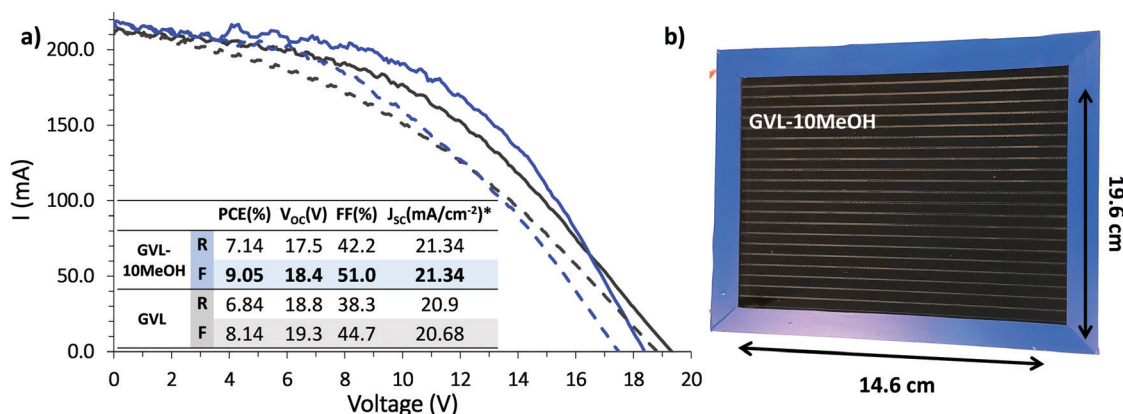 a)
I (mA)
200.0
150.0
100.0
50.0
0.0
PCE(%) V_OC(V) FF(%) J_SC(mA/cm⁻²)*
GVL-10MeOH R 7.14 17.5 42.2 21.34
F 9.05 18.4 51.0 21.34
GVL R 6.84 18.8 38.3 20.9
F 8.14 19.3 44.7 20.68
0 2 4 6 8 10 12 14 16 18 20
Voltage (V)
b)
GVL-10MeOH
19.6 cm
14.6 cm